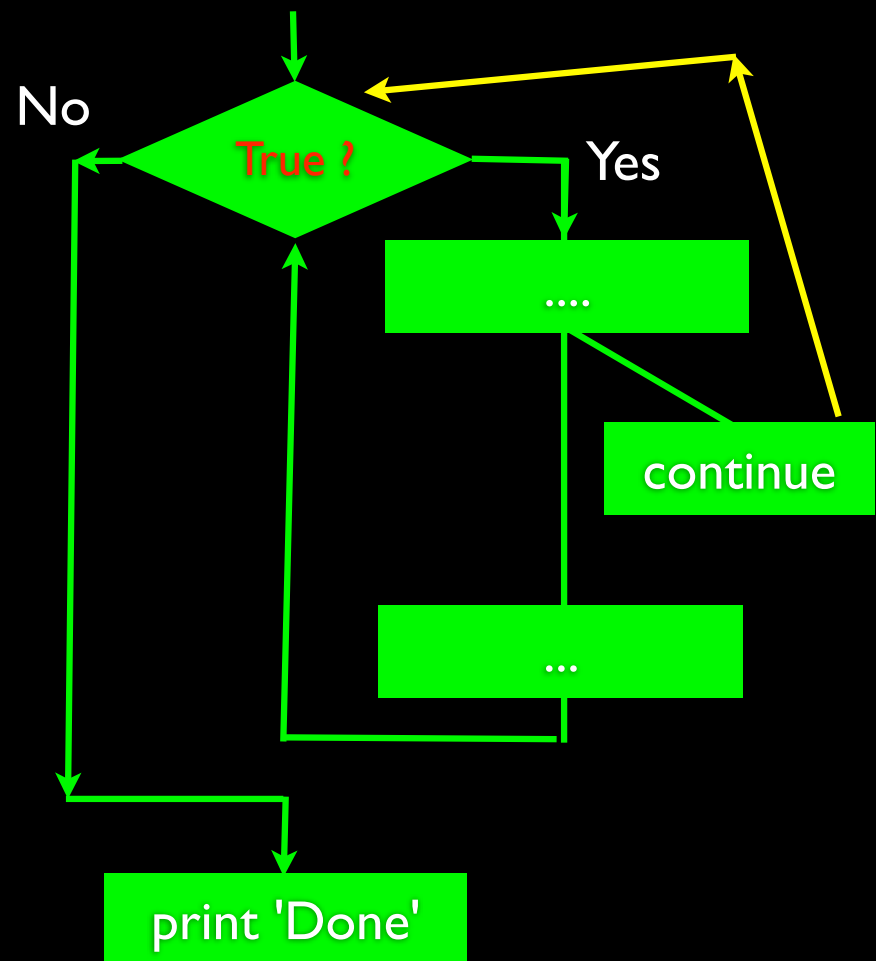 No
True ?
Yes
....
continue
...
print 'Done'